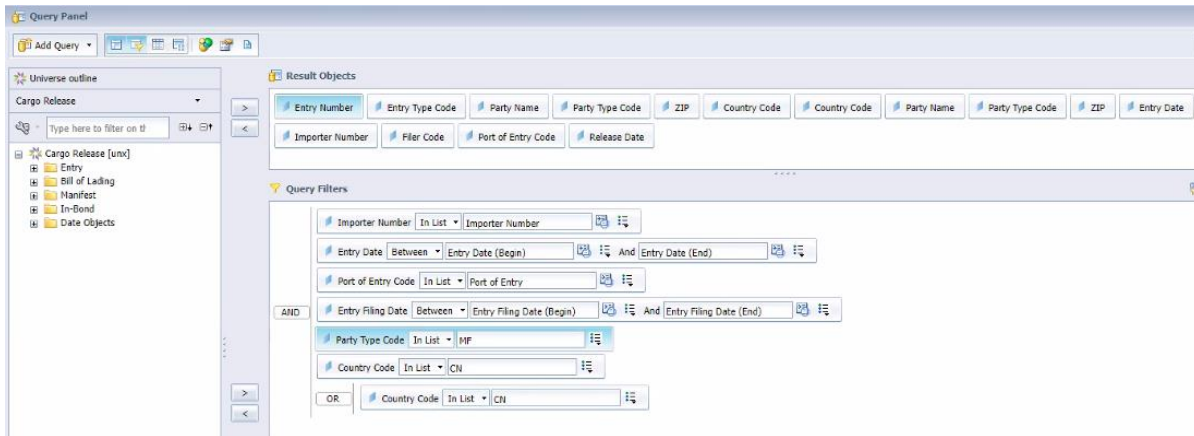 Query Panel
Add Query
Universe outline
Cargo Release
Type here to filter on th
Cargo Release [unx]
Entry
Bill of Lading
Manifest
In-Bond
Date Objects
Result Objects
Entry Number Entry Type Code Party Name Party Type Code ZIP Country Code Country Code Party Name Party Type Code ZIP Entry Date
Importer Number Filer Code Port of Entry Code Release Date
Query Filters
Importer Number In List Importer Number
Entry Date Between Entry Date (Begin) And Entry Date (End)
Port of Entry Code In List Port of Entry
AND Entry Filing Date Between Entry Filing Date (Begin) And Entry Filing Date (End)
Party Type Code In List MF
Country Code In List CN
OR Country Code In List CN